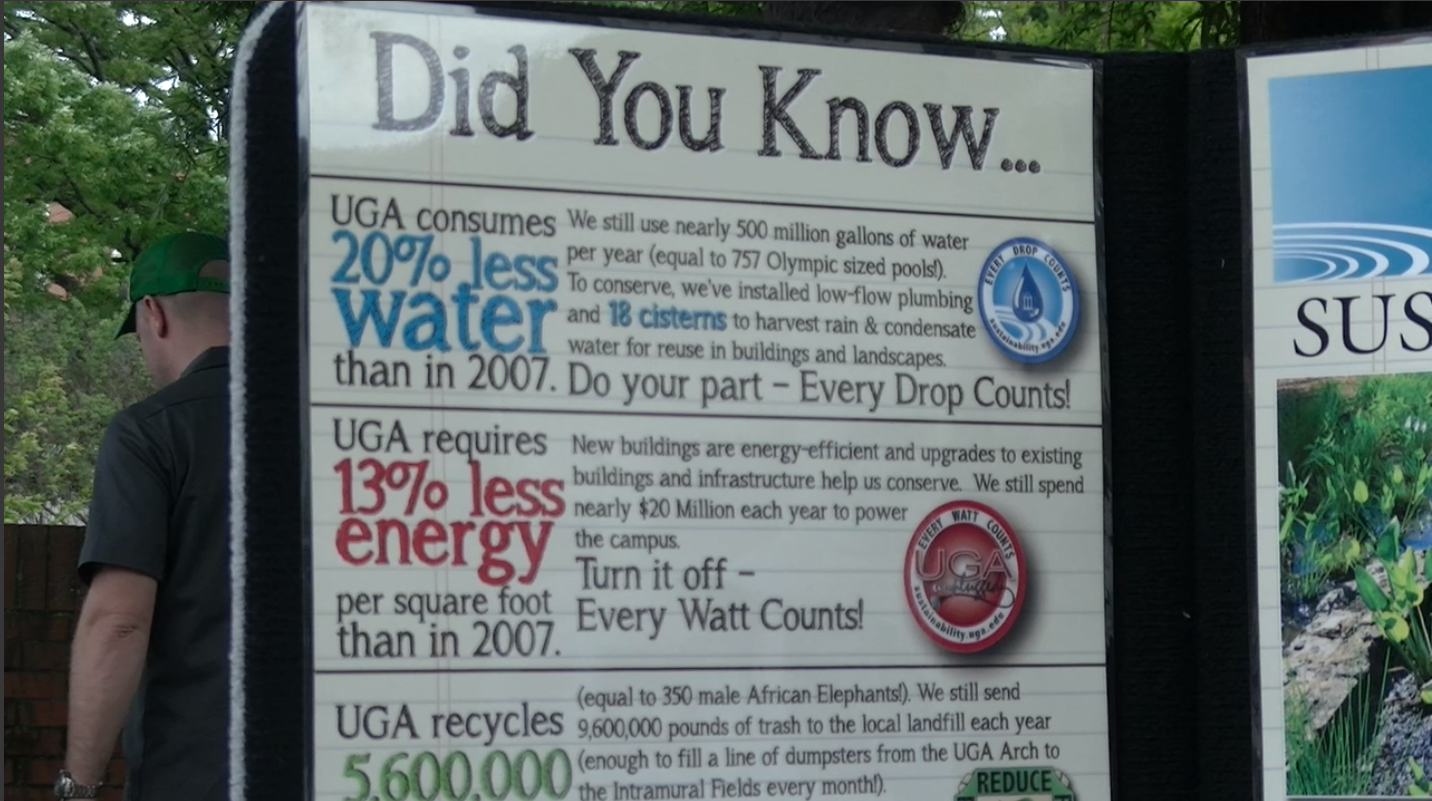 Did You Know...
UGA consumes
20% less
water
than in 2007.
We still use nearly 500 million gallons of water
per year (equal to 757 Olympic sized pools!).
To conserve, we've installed low-flow plumbing
and 18 cisterns to harvest rain & condensate
water for reuse in buildings and landscapes.
Do your part – Every Drop Counts!
EVERY DROP COUNTS
sustainability.uga.edu
UGA requires
13% less
energy
per square foot
than in 2007.
New buildings are energy-efficient and upgrades to existing
buildings and infrastructure help us conserve. We still spend
nearly $20 Million each year to power
the campus.
Turn it off –
Every Watt Counts!
EVERY WATT COUNTS
UGA
unplugged
sustainability.uga.edu
UGA recycles
5,600,000
(equal to 350 male African Elephants!). We still send
9,600,000 pounds of trash to the local landfill each year
(enough to fill a line of dumpsters from the UGA Arch to
the Intramural Fields every month!).
REDUCE
SUS